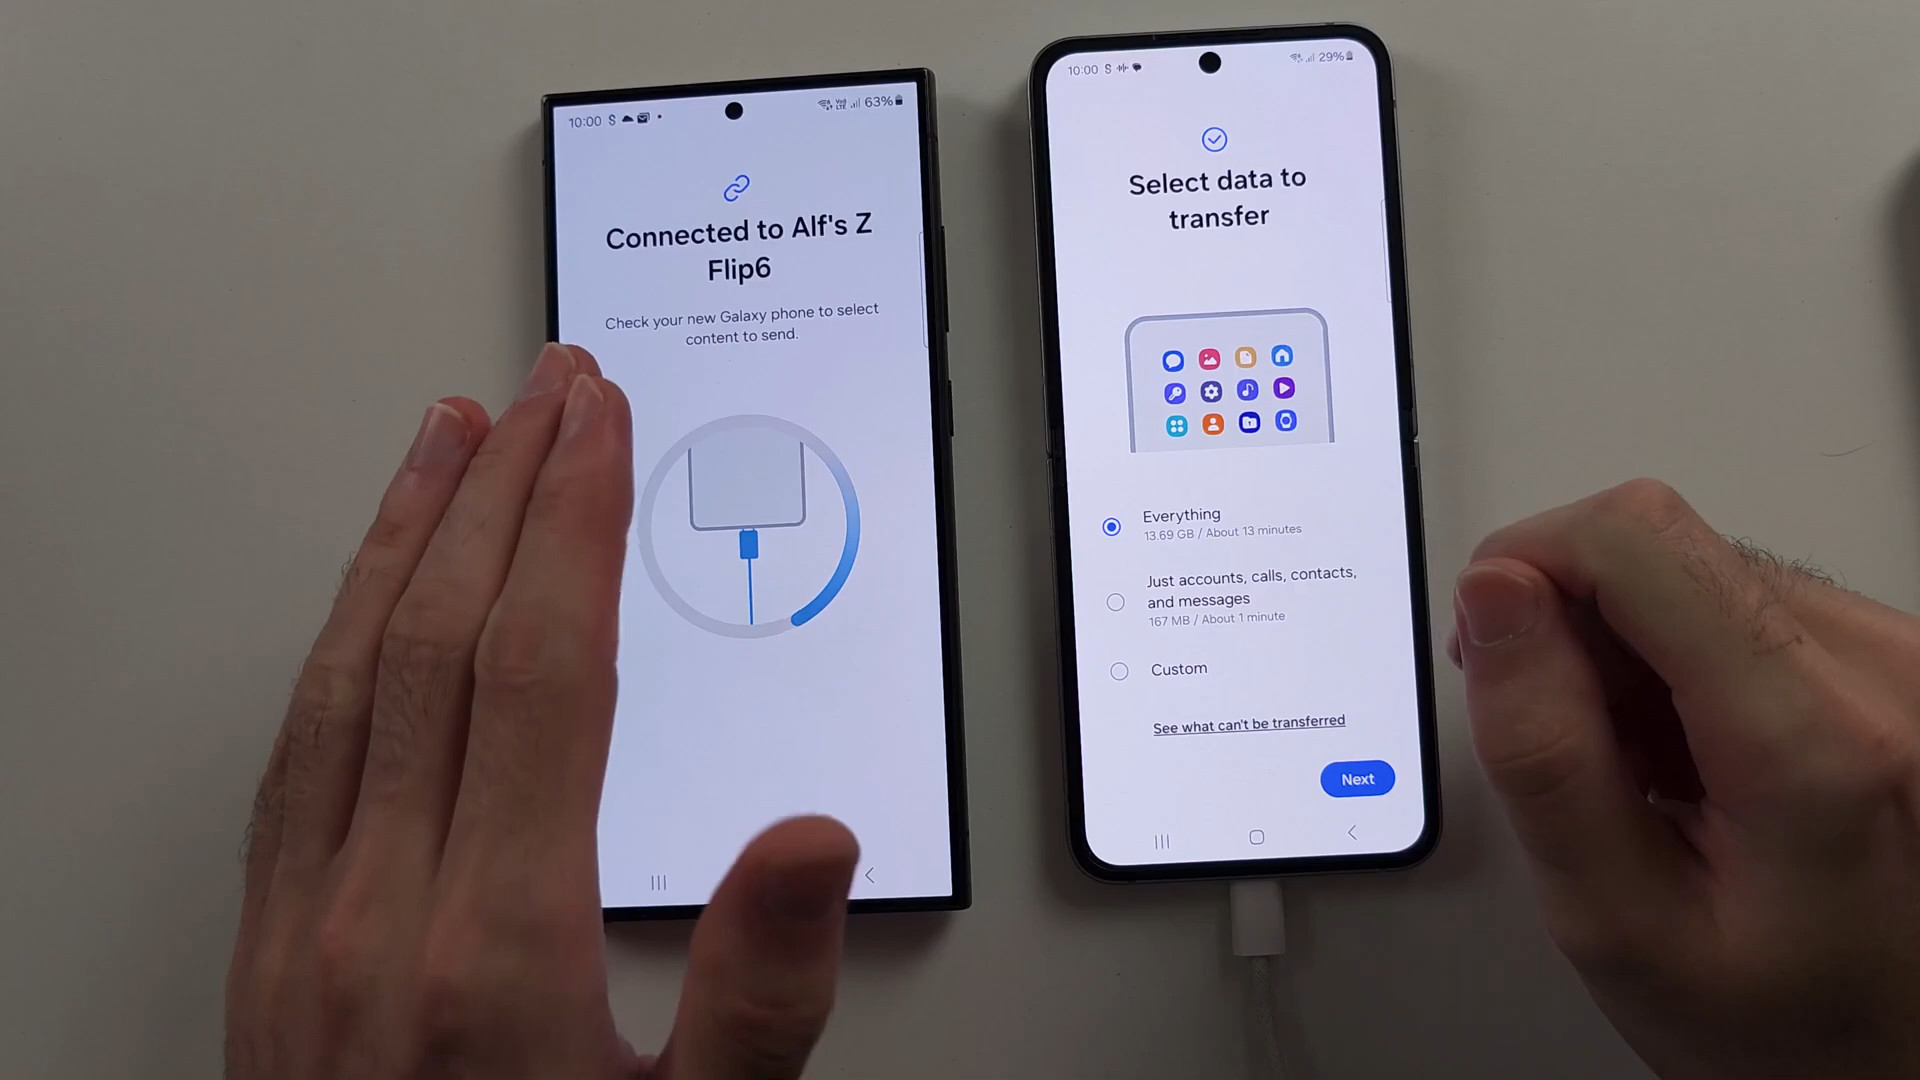 10:00
63%
Connected to Alf's Z
Flip6
Check your new Galaxy phone to select
content to send.
10:00
29%
Select data to
transfer
Everything
13.69 GB / About 13 minutes
Just accounts, calls, contacts,
and messages
167 MB / About 1 minute
Custom
See what can't be transferred
Next